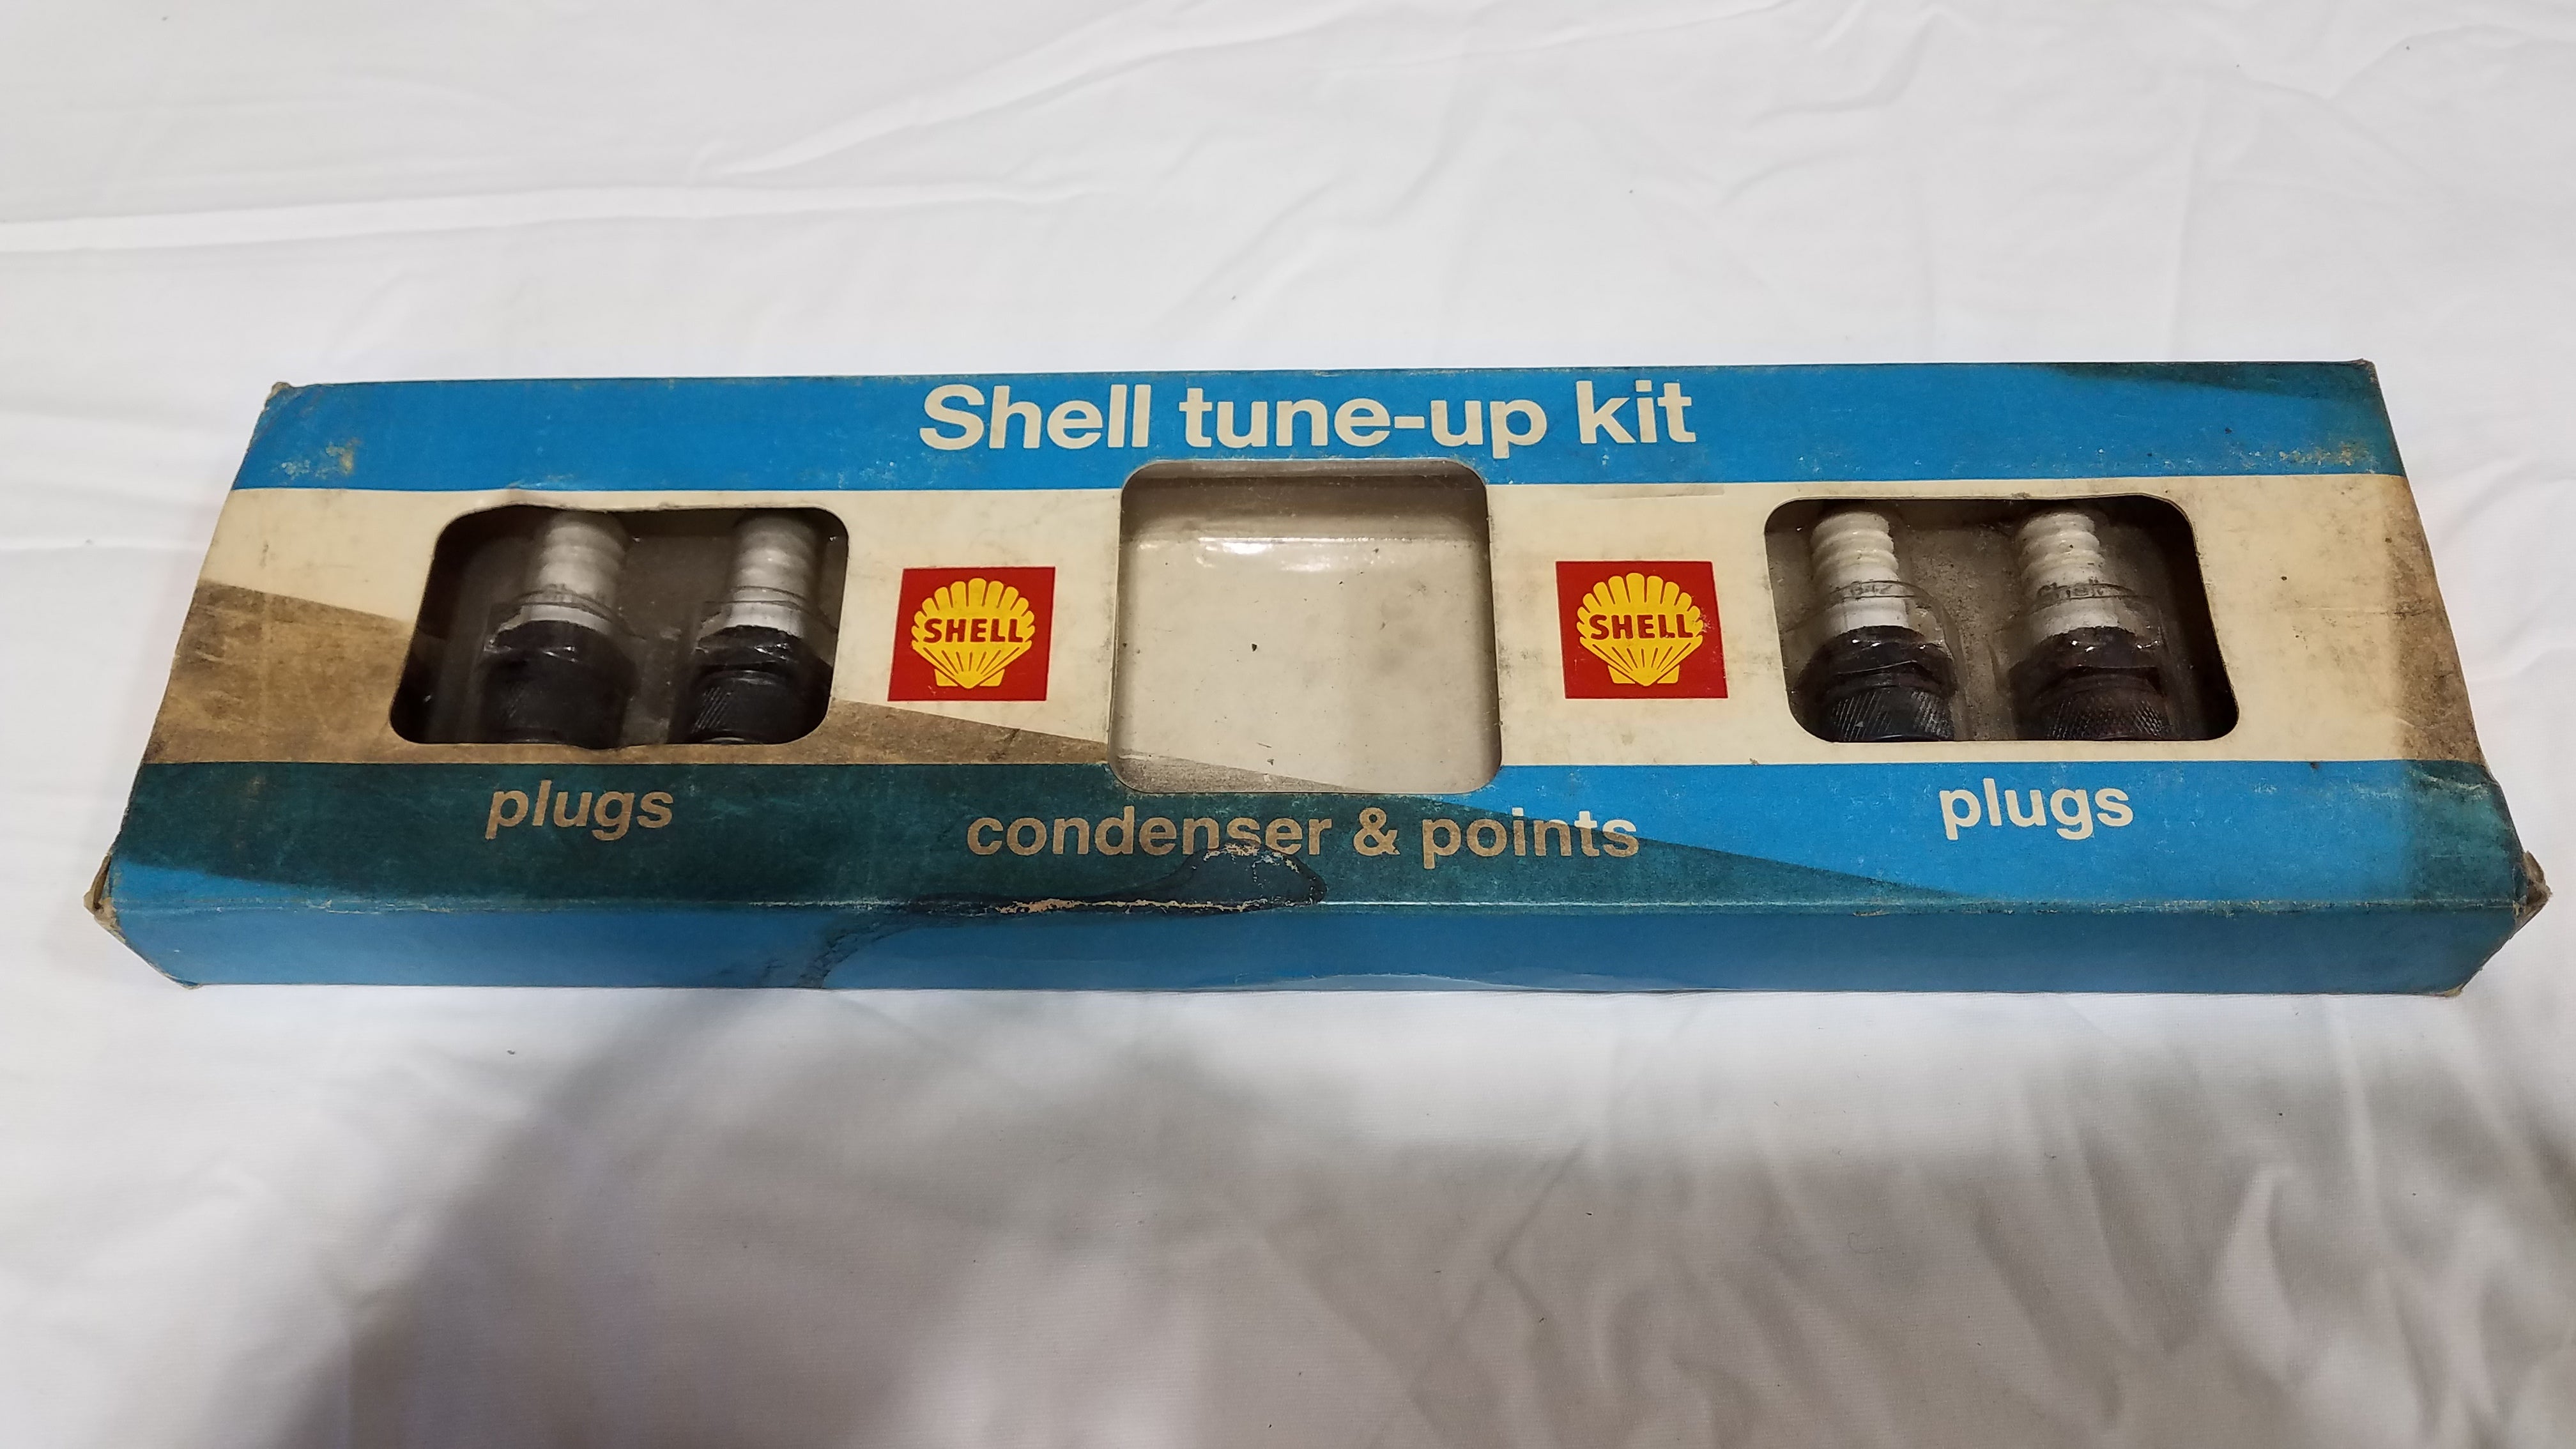 Shell tune-up kit
SHELL
SHELL
plugs
condenser & points
plugs